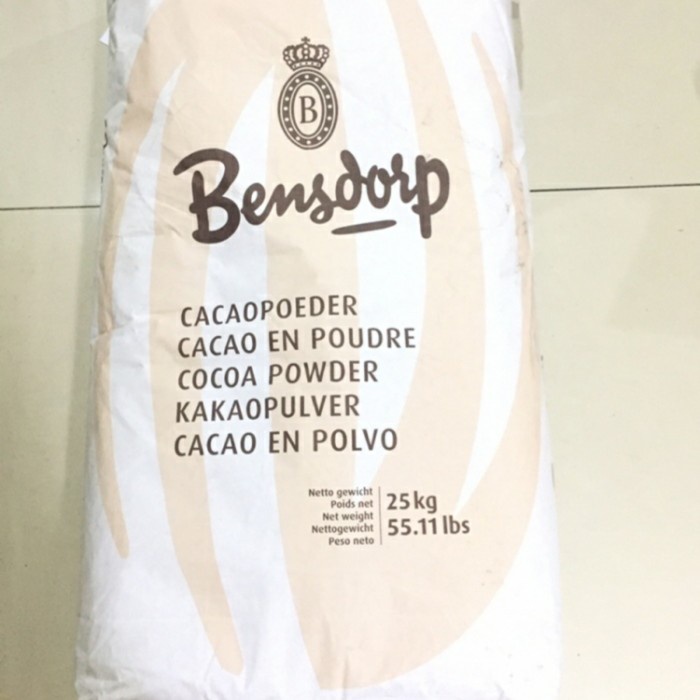 B
Bensdorp
CACAOPOEDER
CACAO EN POUDRE
COCOA POWDER
KAKAOPULVER
CACAO EN POLVO
Netto gewicht
Poids net
Net weight
Nettogewicht
Peso neto
25 kg
55.11 lbs